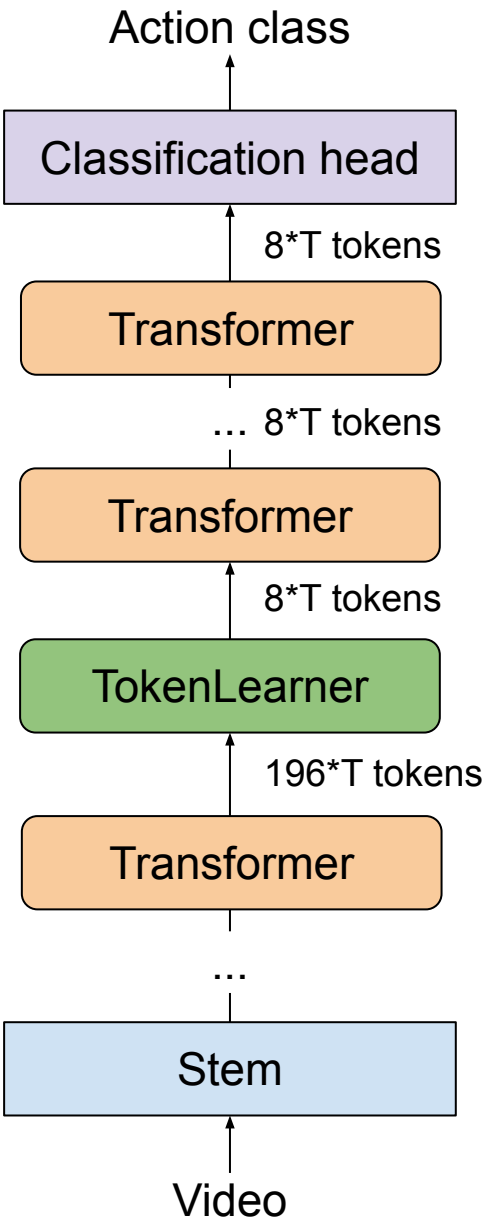 Action class
Classification head
8*T tokens
Transformer
... 8*T tokens
Transformer
8*T tokens
TokenLearner
196*T tokens
Transformer
...
Stem
Video